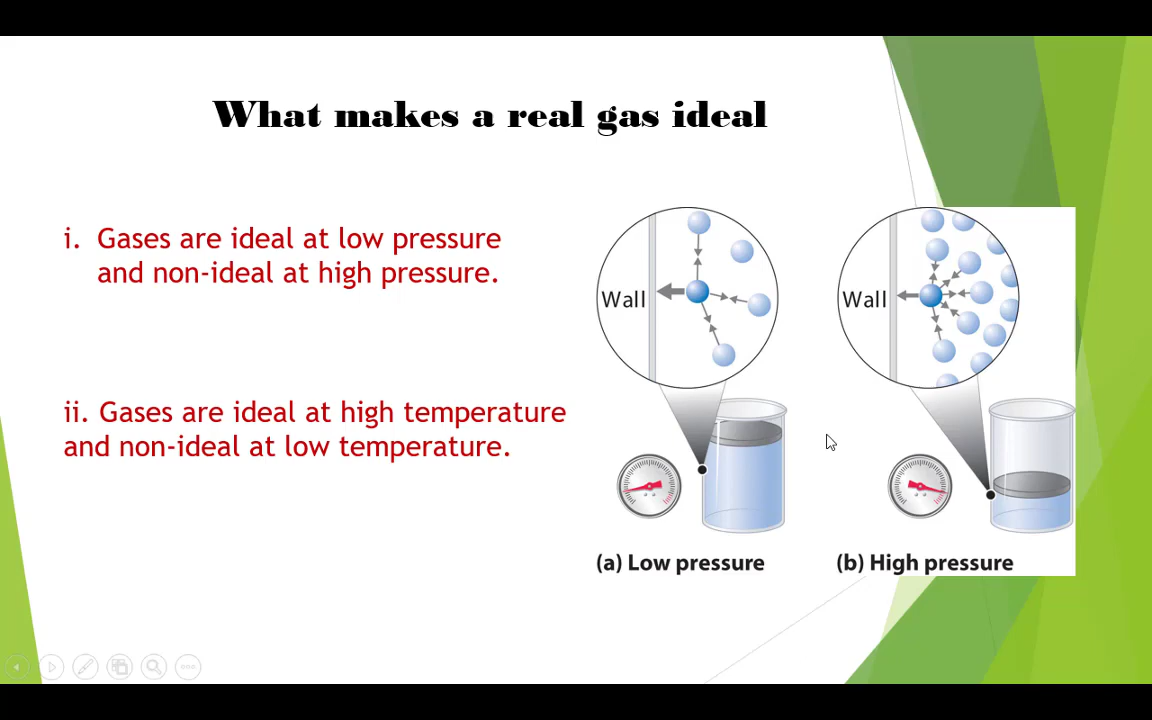 What makes a real gas ideal
i. Gases are ideal at low pressure
and non-ideal at high pressure.
ii. Gases are ideal at high temperature
and non-ideal at low temperature.
Wall
Wall
(a) Low pressure
(b) High pressure